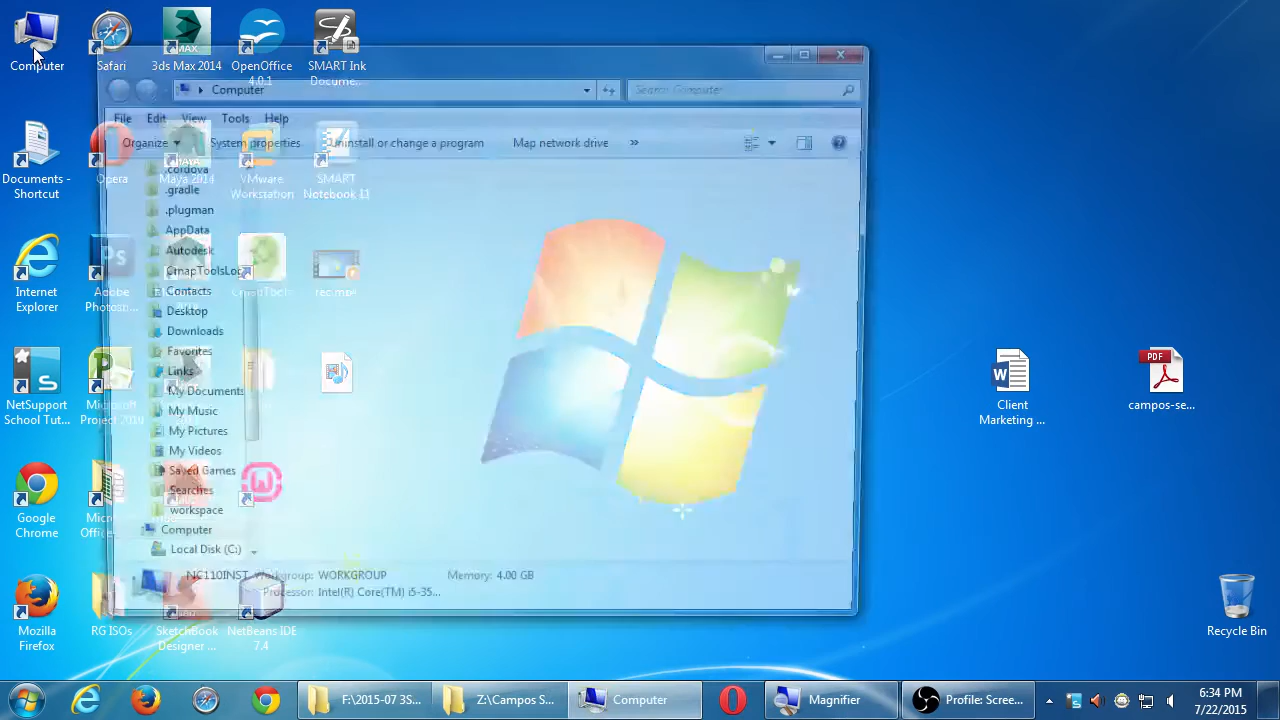 Computer
Safari
3ds Max 2014
OpenOffice
4.0.1
SMART Ink
Docume...
Computer
Search Computer
File Edit View Tools Help
Organize System properties Uninstall or change a program Map network drive »
Documents -
Shortcut
Opera
Maya 2014
VMware
Workstation
SMART
Notebook 11
.cordova
.gradle
.plugman
AppData
Autodesk
CmapToolsLog
Contacts
Desktop
Downloads
Favorites
Links
My Documents
My Music
My Pictures
My Videos
Saved Games
Searches
workspace
Computer
Local Disk (C:)
Internet
Explorer
Adobe
Photosh...
CmapTools
rec.mp4
NetSupport
School Tut...
Microsoft
Project 2010
Client
Marketing ...
PDF
campos-se...
Google
Chrome
NC110INST Workgroup: WORKGROUP Memory: 4.00 GB
Processor: Intel(R) Core(TM) i5-35...
Mozilla
Firefox
RG ISOs
SketchBook
Designer ...
NetBeans IDE
7.4
Recycle Bin
F:\2015-07 3S...
Z:\Campos S...
Computer
Magnifier
Profile: Scree...
6:34 PM
7/22/2015